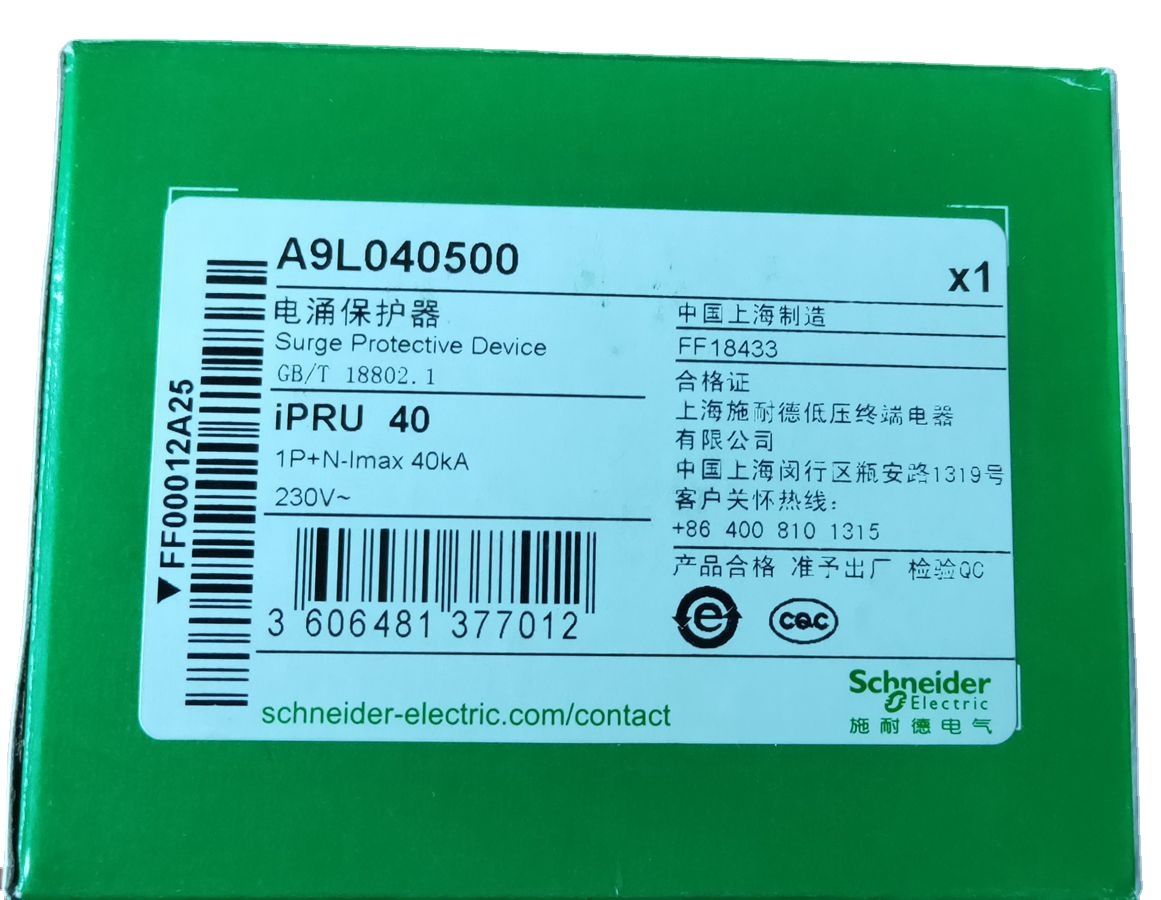 A9L040500
x1
电涌保护器
Surge Protective Device
GB/T 18802.1
iPRU 40
1P+N-Imax 40kA
230V~
3 606481 377012
▼FF00012A25
中国上海制造
FF18433
合格证
上海施耐德低压终端电器
有限公司
中国上海闵行区瓶安路1319号
客户关怀热线:
+86 400 810 1315
产品合格 准予出厂 检验QC
e
CQC
schneider-electric.com/contact
Schneider
Electric
施耐德电气